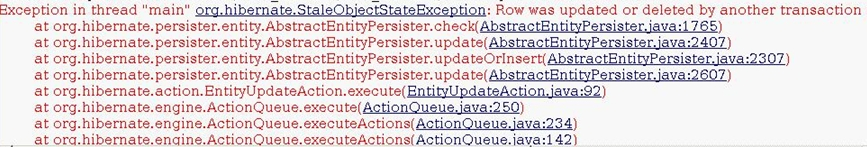 Exception in thread "main" org.hibernate.StaleObjectStateException: Row was updated or deleted by another transaction
at org.hibernate.persister.entity.AbstractEntityPersister.check(AbstractEntityPersister.java:1765)
at org.hibernate.persister.entity.AbstractEntityPersister.update(AbstractEntityPersister.java:2407)
at org.hibernate.persister.entity.AbstractEntityPersister.updateOrInsert(AbstractEntityPersister.java:2307)
at org.hibernate.persister.entity.AbstractEntityPersister.update(AbstractEntityPersister.java:2607)
at org.hibernate.action.EntityUpdateAction.execute(EntityUpdateAction.java:92)
at org.hibernate.engine.ActionQueue.execute(ActionQueue.java:250)
at org.hibernate.engine.ActionQueue.executeActions(ActionQueue.java:234)
at org.hibernate.engine.ActionQueue.executeActions(ActionQueue.java:142)